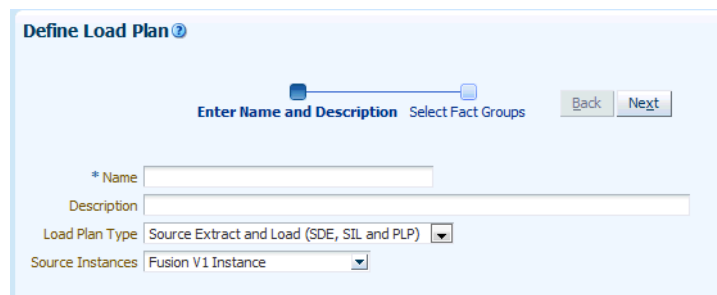 Define Load Plan ?
Enter Name and Description Select Fact Groups Back Next
* Name
Description
Load Plan Type Source Extract and Load (SDE, SIL and PLP)
Source Instances Fusion V1 Instance